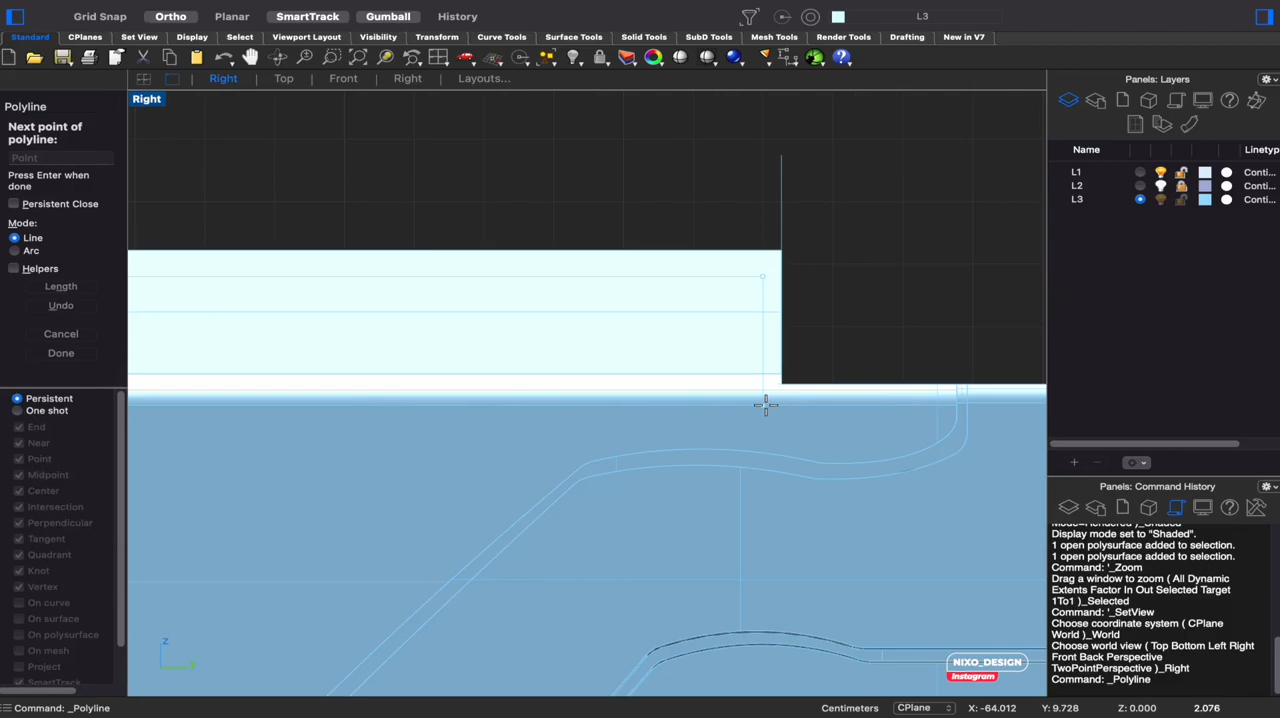 Grid Snap Ortho Planar SmartTrack Gumball History L3
Standard CPlanes Set View Display Select Viewport Layout Visibility Transform Curve Tools Surface Tools Solid Tools SubD Tools Mesh Tools Render Tools Drafting New in V7
Right Top Front Right Layouts...
Panels: Layers
Right
Polyline
Next point of
polyline:
Point
Press Enter when
done
Persistent Close
Mode:
Line
Arc
Helpers
Length
Undo
Cancel
Done
Persistent
One shot
End
Near
Point
Midpoint
Center
Intersection
Perpendicular
Tangent
Quadrant
Knot
Vertex
On curve
On surface
On polysurface
On mesh
Project
SmartTrack
Z
Y
NIXO_DESIGN
Instagram
Name Linetyp
L1 Conti...
L2 Conti...
L3 Conti...
Panels: Command History
Mode=Rendered )_Shaded
Display mode set to "Shaded".
1 open polysurface added to selection.
1 open polysurface added to selection.
Command: '_Zoom
Drag a window to zoom ( All Dynamic
Extents Factor In Out Selected Target
1To1 )_Selected
Command: '_SetView
Choose coordinate system ( CPlane
World )_World
Choose world view ( Top Bottom Left Right
Front Back Perspective
TwoPointPerspective )_Right
Command: _Polyline
Command: _Polyline Centimeters CPlane X: -64.012 Y: 9.728 Z: 0.000 2.076